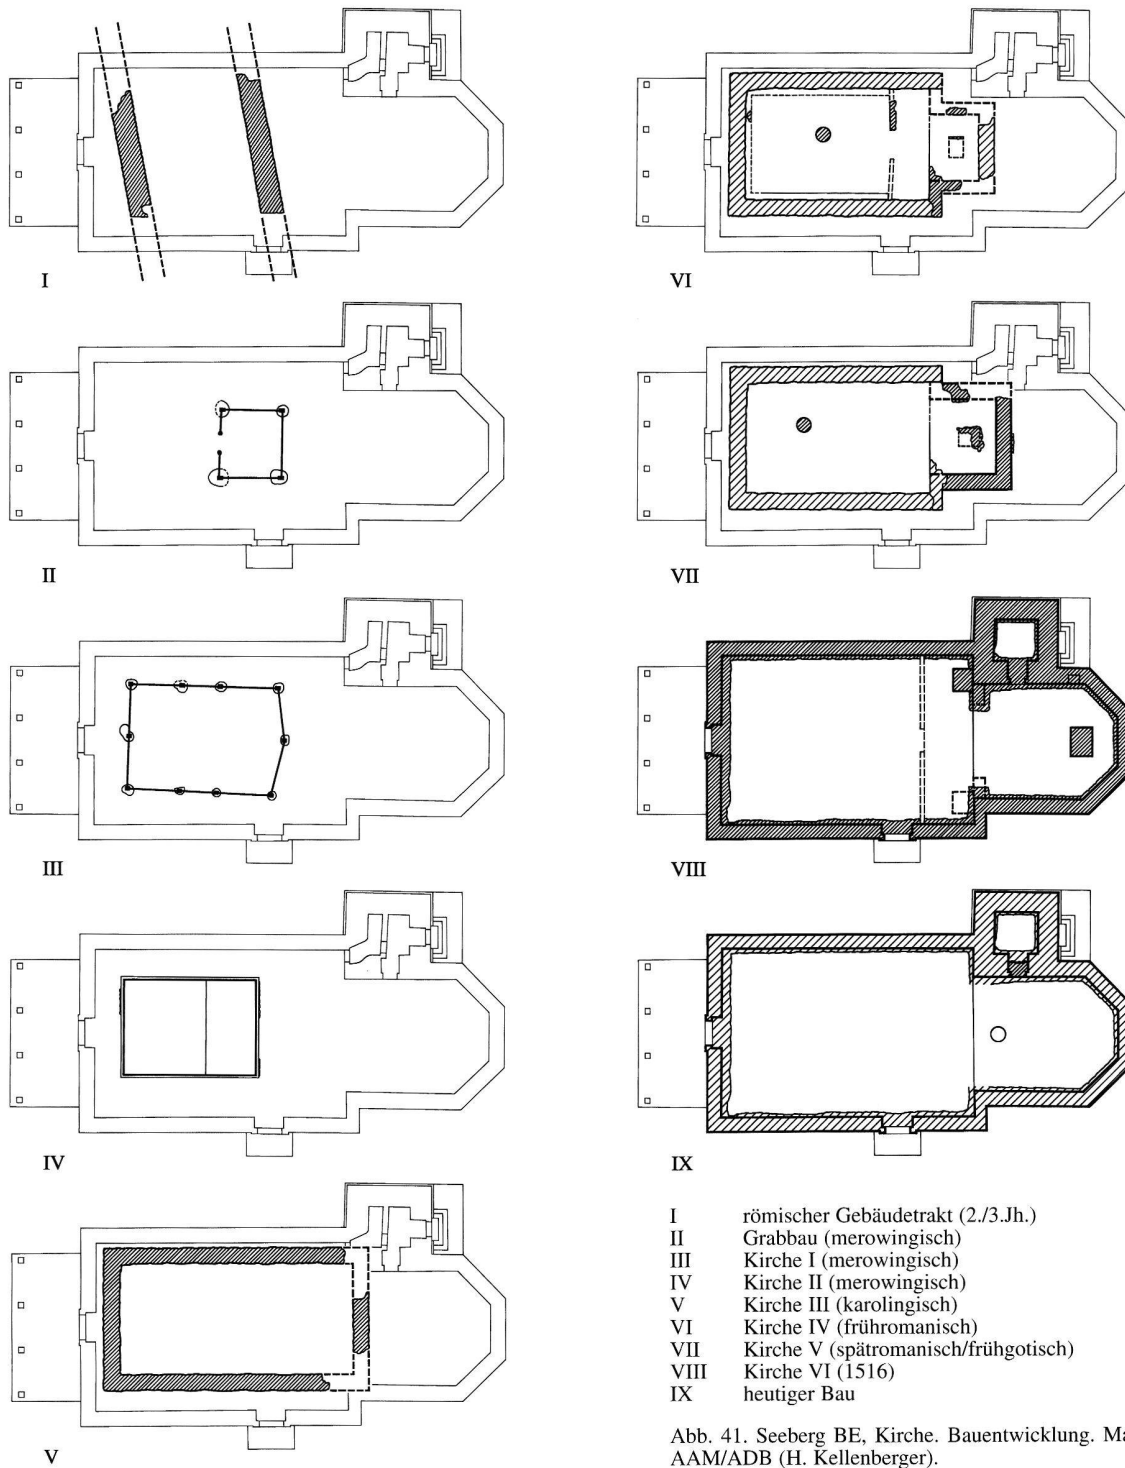 I
II
III
IV
V
VI
VII
VIII
IX
I römischer Gebäudetrakt (2./3.Jh.)
II Grabbau (merowingisch)
III Kirche I (merowingisch)
IV Kirche II (merowingisch)
V Kirche III (karolingisch)
VI Kirche IV (frühromanisch)
VII Kirche V (spätromanisch/frühgotisch)
VIII Kirche VI (1516)
IX heutiger Bau
Abb. 41. Seeberg BE, Kirche. Bauentwicklung.
AAM/ADB (H. Kellenberger).